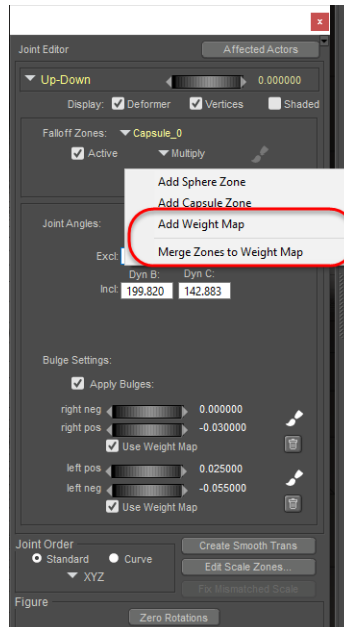 x
Joint Editor Affected Actors
Up-Down 0.000000
Display: Deformer Vertices Shaded
Falloff Zones: Capsule_0
Active Multiply
Add Sphere Zone
Add Capsule Zone
Joint Angles: Add Weight Map
Excl: Merge Zones to Weight Map
Dyn B: Dyn C:
Incl: 199.820 142.883
Bulge Settings:
Apply Bulges:
right neg 0.000000
right pos -0.030000
Use Weight Map
left pos 0.025000
left neg -0.055000
Use Weight Map
Joint Order Create Smooth Trans
Standard Curve Edit Scale Zones...
XYZ Fix Mismatched Scale
Figure
Zero Rotations